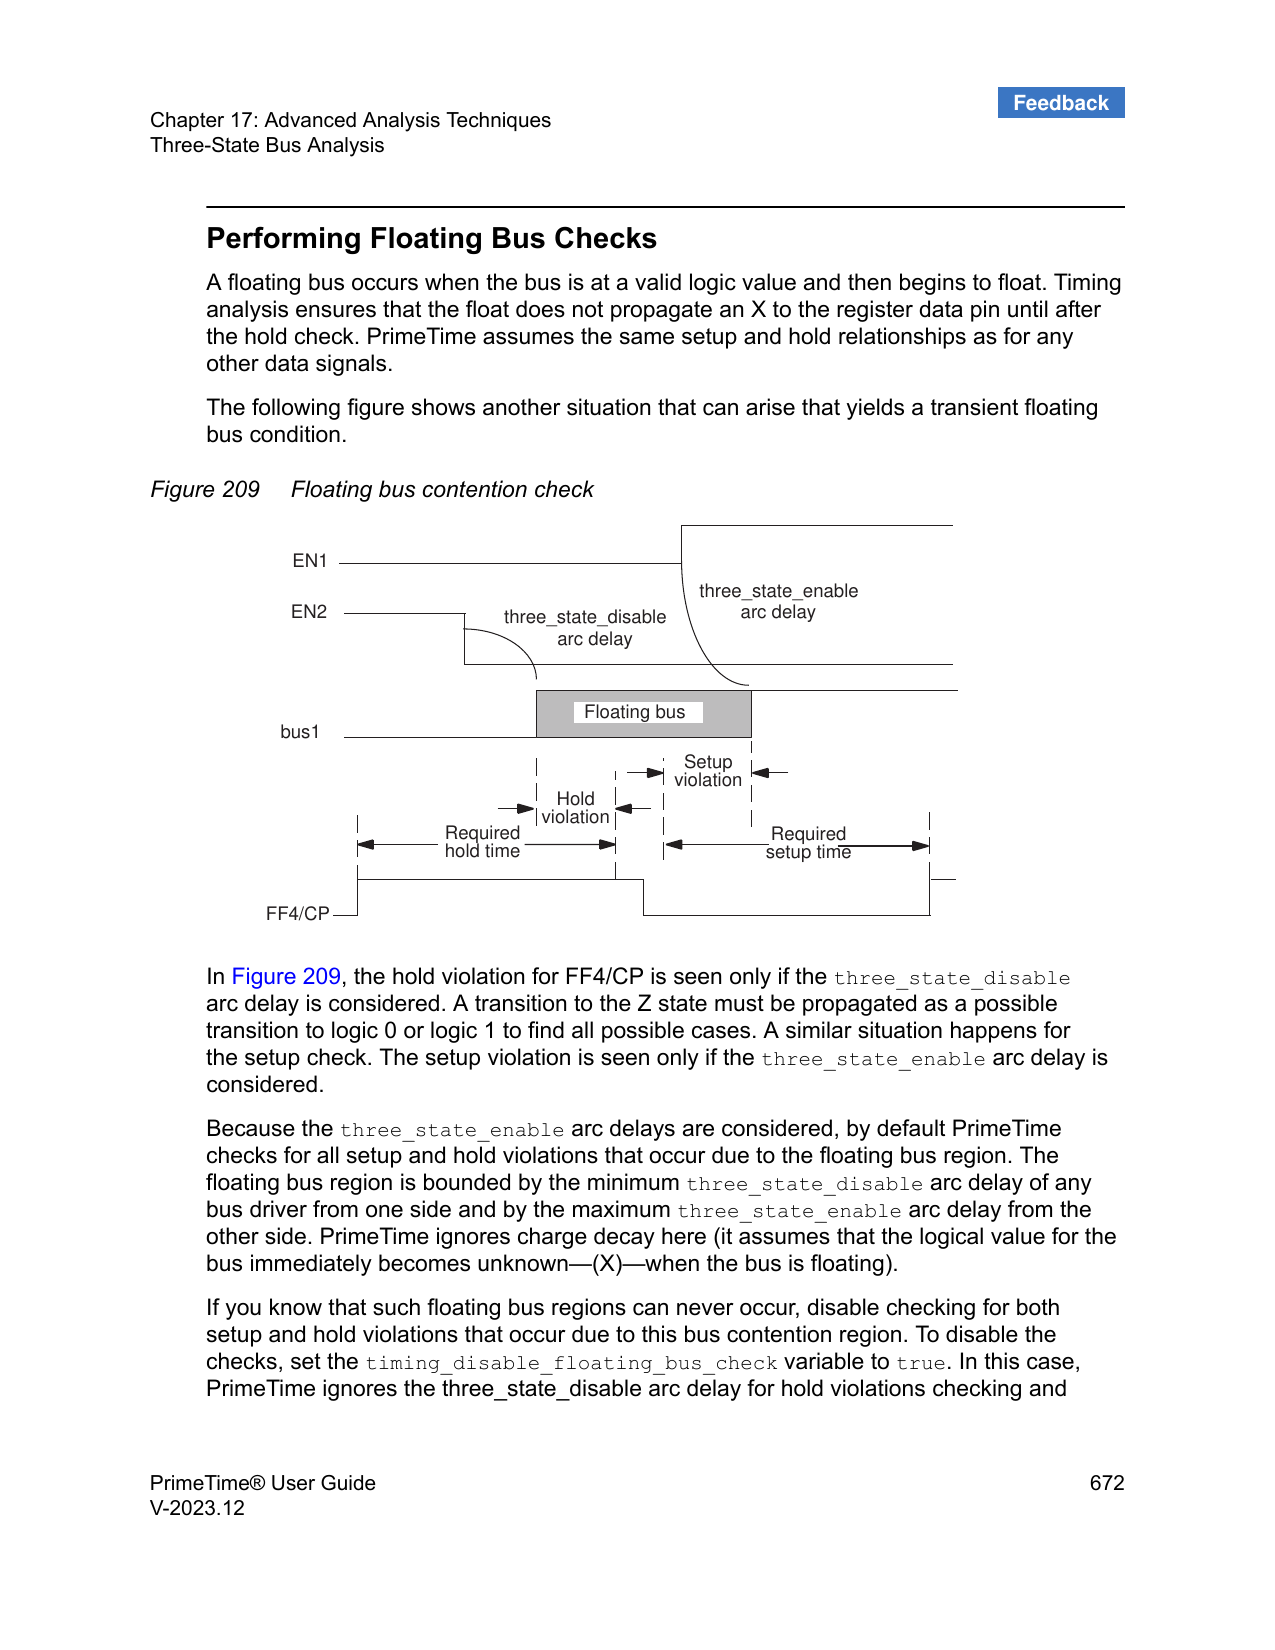 Feedback
Chapter 17: Advanced Analysis Techniques
Three-State Bus Analysis
Performing Floating Bus Checks
A floating bus occurs when the bus is at a valid logic value and then begins to float. Timing
analysis ensures that the float does not propagate an X to the register data pin until after
the hold check. PrimeTime assumes the same setup and hold relationships as for any
other data signals.
The following figure shows another situation that can arise that yields a transient floating
bus condition.
Figure 209 Floating bus contention check
EN1
three_state_enable
arc delay
EN2
three_state_disable
arc delay
Floating bus
bus1
Setup
violation
Hold
violation
Required
hold time
Required
setup time
FF4/CP
In Figure 209, the hold violation for FF4/CP is seen only if the three_state_disable
arc delay is considered. A transition to the Z state must be propagated as a possible
transition to logic 0 or logic 1 to find all possible cases. A similar situation happens for
the setup check. The setup violation is seen only if the three_state_enable arc delay is
considered.
Because the three_state_enable arc delays are considered, by default PrimeTime
checks for all setup and hold violations that occur due to the floating bus region. The
floating bus region is bounded by the minimum three_state_disable arc delay of any
bus driver from one side and by the maximum three_state_enable arc delay from the
other side. PrimeTime ignores charge decay here (it assumes that the logical value for the
bus immediately becomes unknown—(X)—when the bus is floating).
If you know that such floating bus regions can never occur, disable checking for both
setup and hold violations that occur due to this bus contention region. To disable the
checks, set the timing_disable_floating_bus_check variable to true. In this case,
PrimeTime ignores the three_state_disable arc delay for hold violations checking and
PrimeTime® User Guide 672
V-2023.12